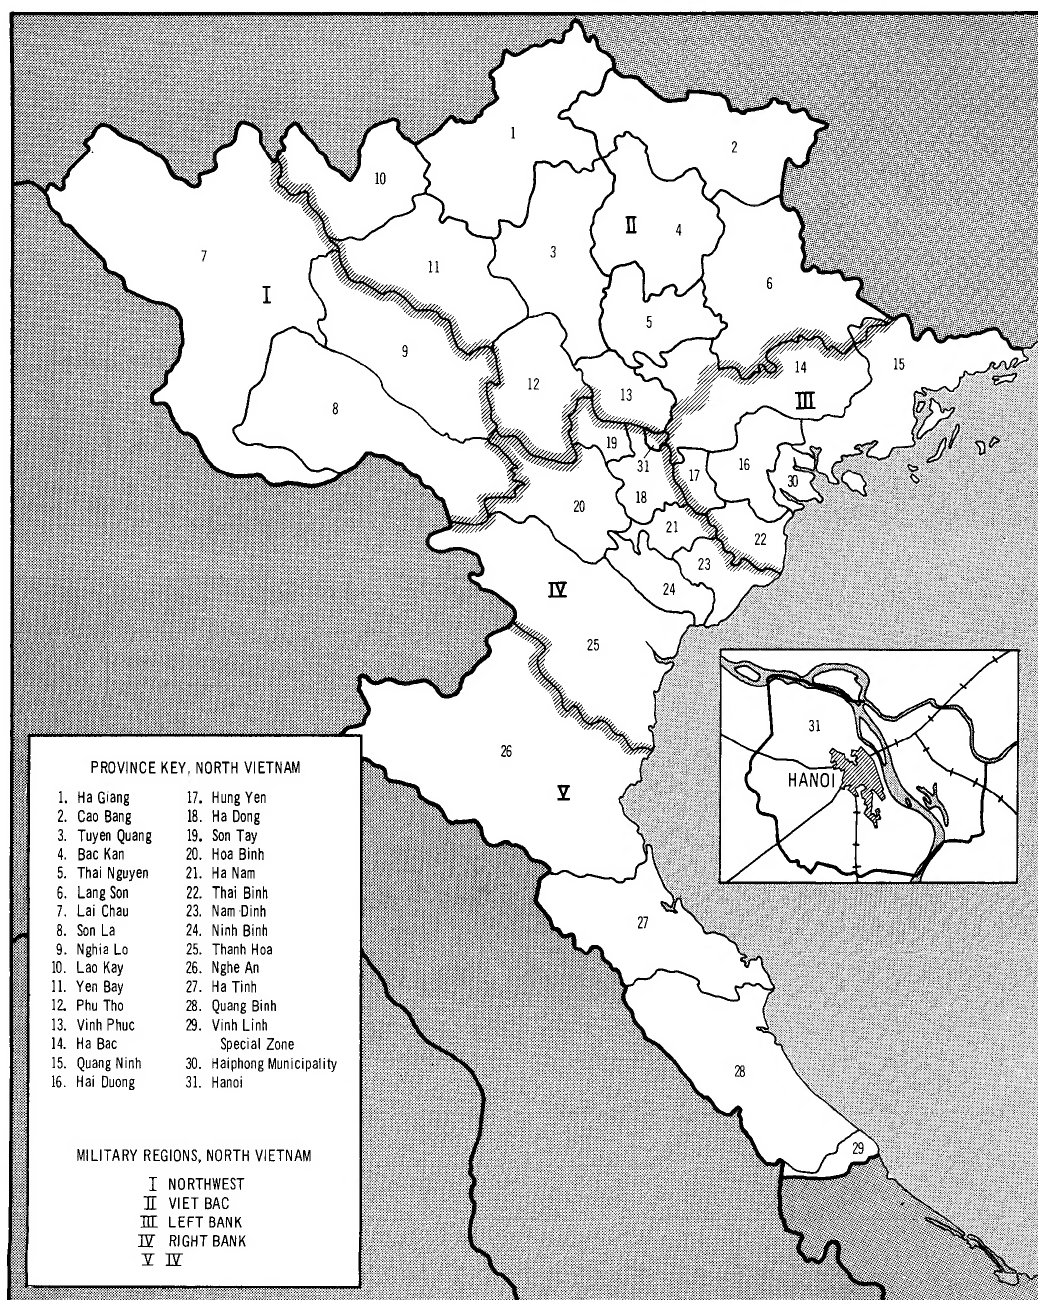 1
2
10
II
4
7
3
11
6
I
5
9
14
15
12
13
III
8
19
31
17
16
30
18
20
21
22
23
IV
24
25
31
HANOI
26
V
27
28
29
PROVINCE KEY, NORTH VIETNAM
1. Ha Giang
2. Cao Bang
3. Tuyen Quang
4. Bac Kan
5. Thai Nguyen
6. Lang Son
7. Lai Chau
8. Son La
9. Nghia Lo
10. Lao Kay
11. Yen Bay
12. Phu Tho
13. Vinh Phuc
14. Ha Bac
15. Quang Ninh
16. Hai Duong
17. Hung Yen
18. Ha Dong
19. Son Tay
20. Hoa Binh
21. Ha Nam
22. Thai Binh
23. Nam Dinh
24. Ninh Binh
25. Thanh Hoa
26. Nghe An
27. Ha Tinh
28. Quang Binh
29. Vinh Linh
Special Zone
30. Haiphong Municipality
31. Hanoi
MILITARY REGIONS, NORTH VIETNAM
I NORTHWEST
II VIET BAC
III LEFT BANK
IV RIGHT BANK
V IV